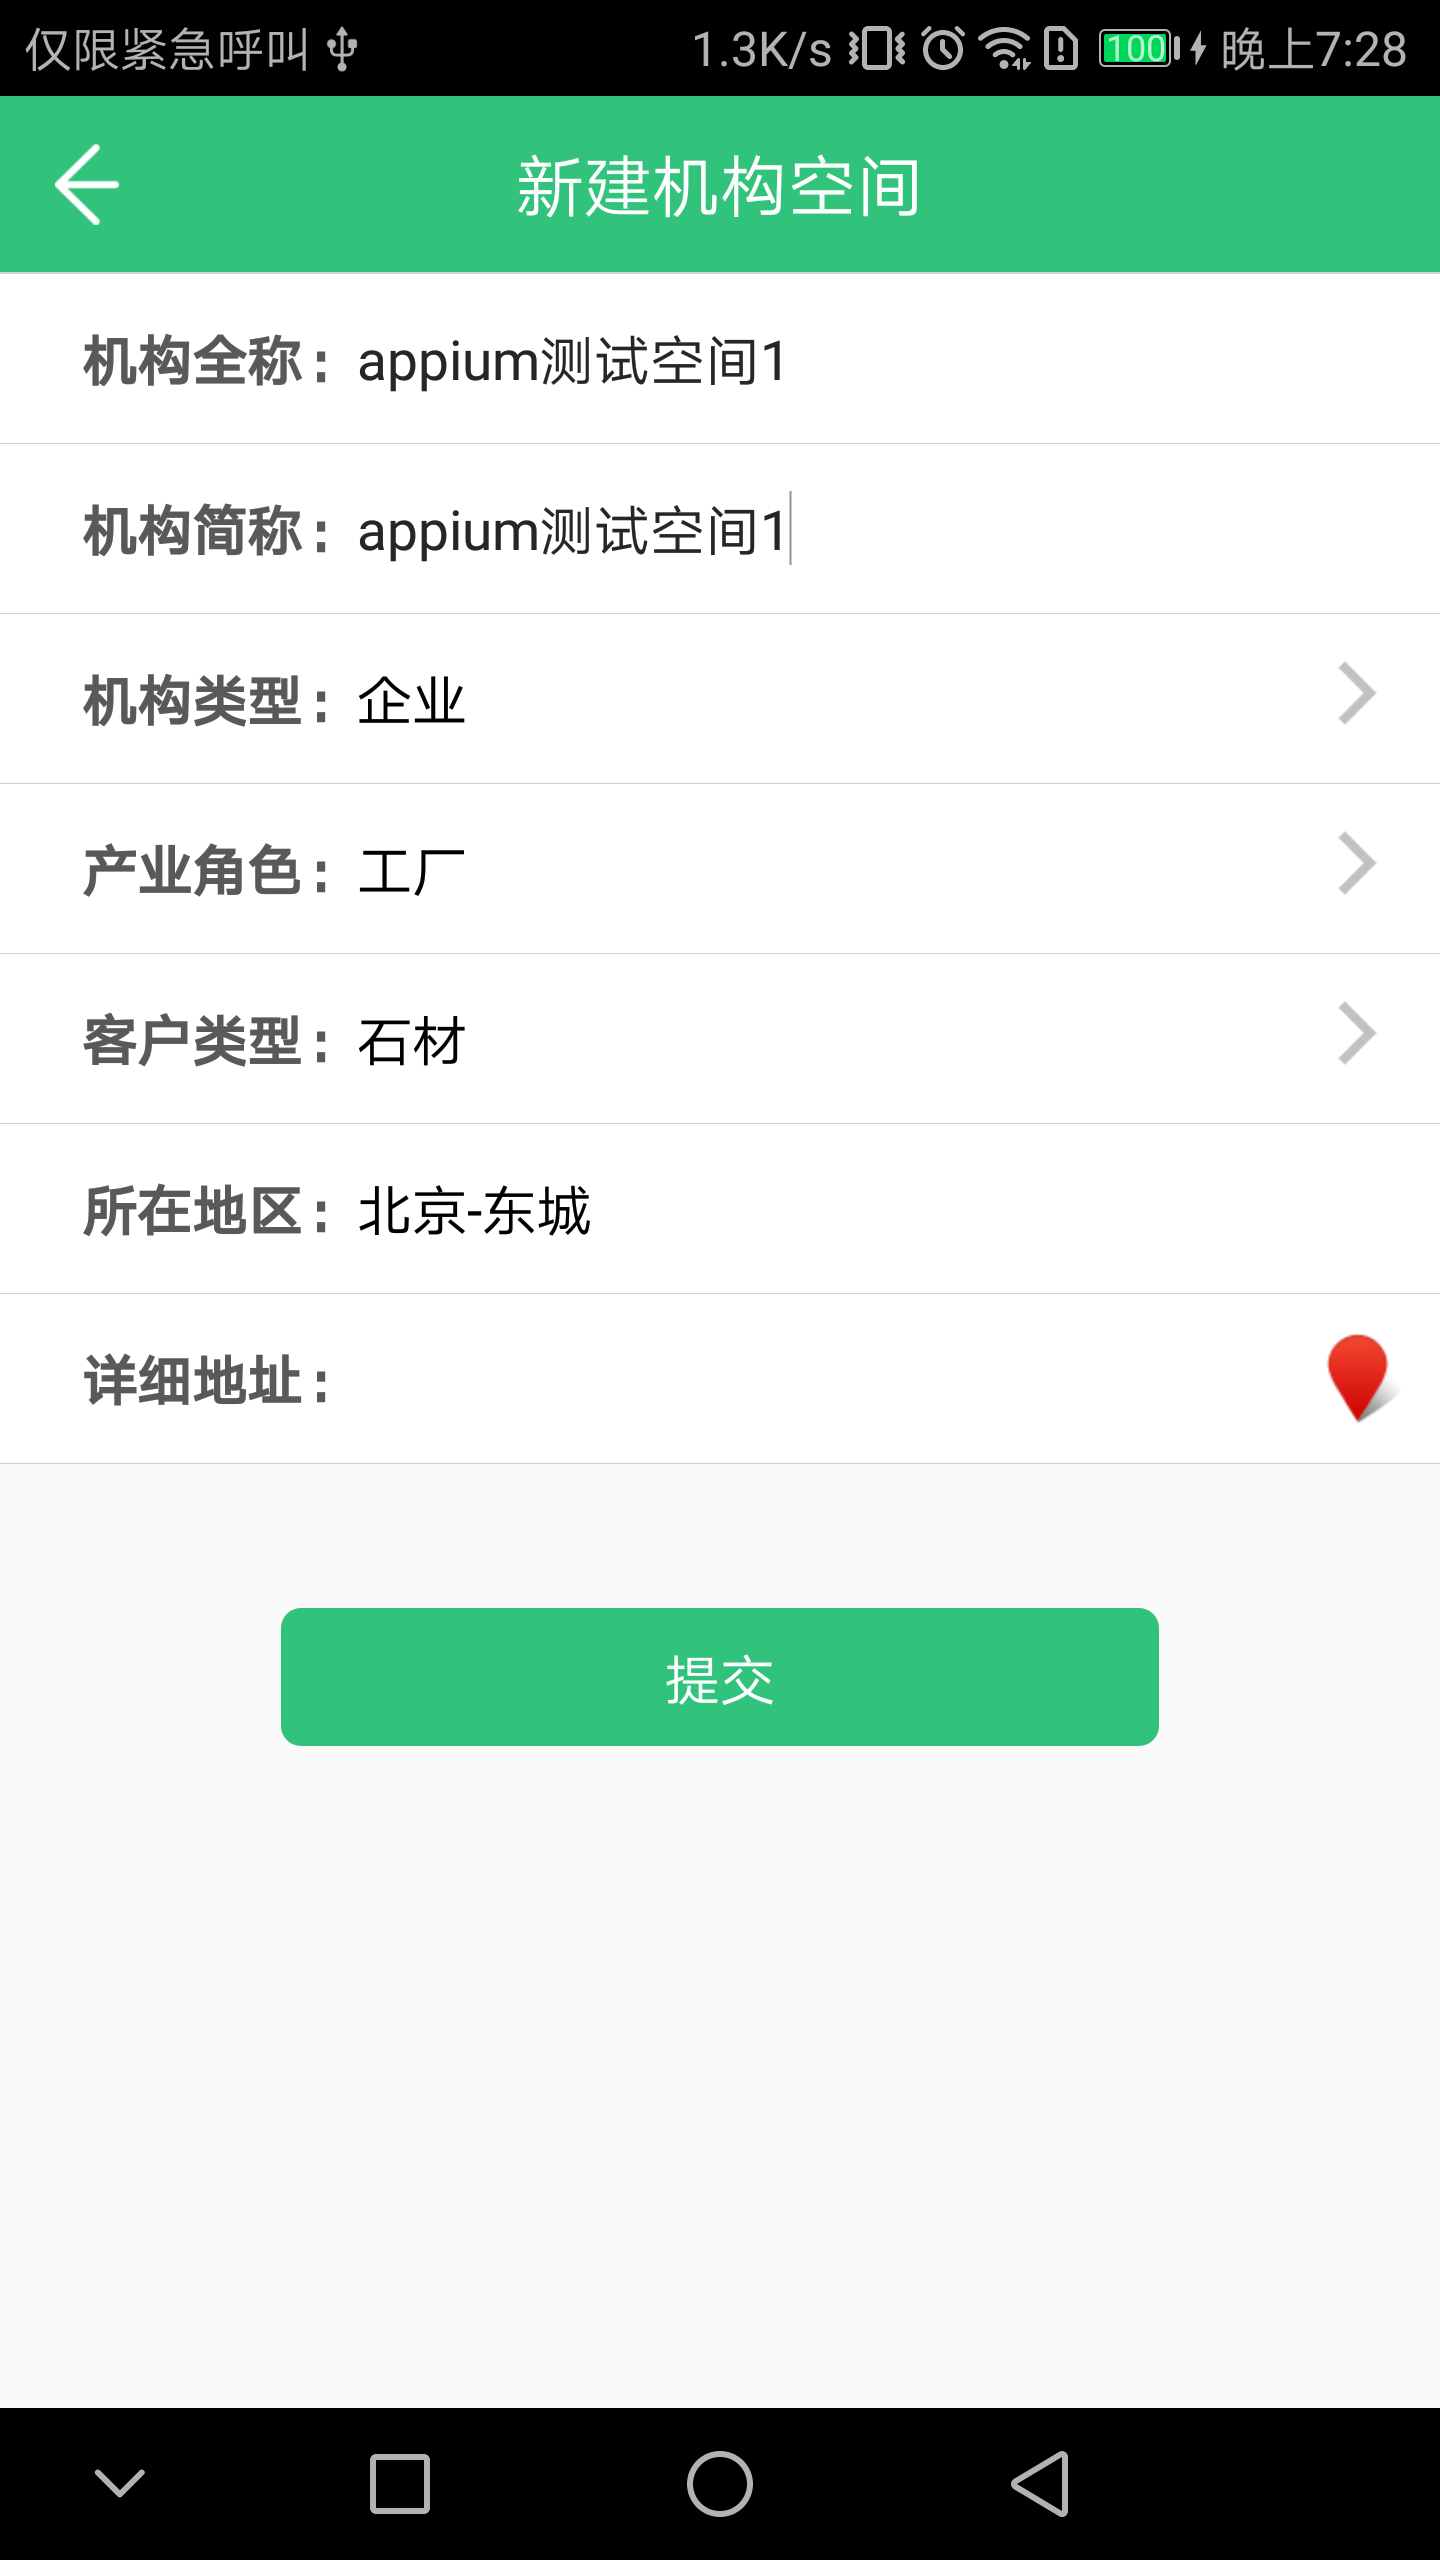 仅限紧急呼叫 1.3K/s 100 晚上7:28
新建机构空间
机构全称： appium测试空间1
机构简称： appium测试空间1
机构类型： 企业
产业角色： 工厂
客户类型： 石材
所在地区： 北京-东城
详细地址：
提交